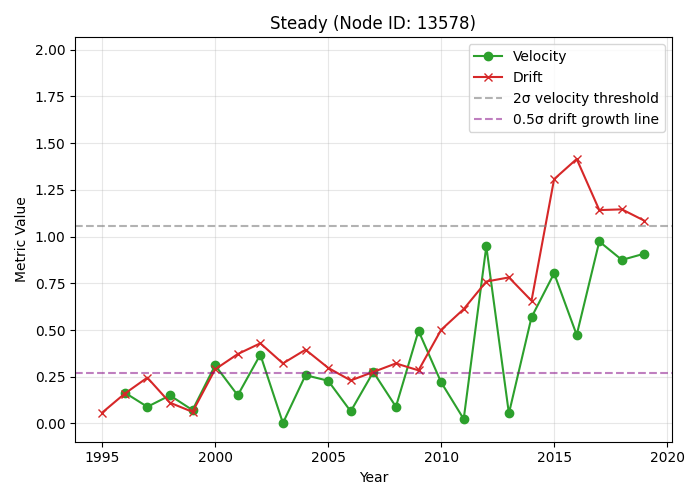 Steady (Node ID: 13578)
Velocity
Drift
2σ velocity threshold
0.5σ drift growth line
Metric Value
2.00
1.75
1.50
1.25
1.00
0.75
0.50
0.25
0.00
1995
2000
2005
2010
2015
2020
Year